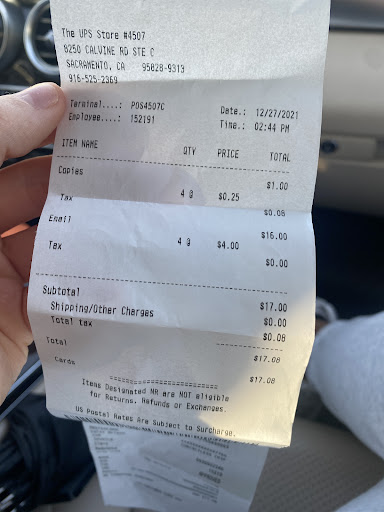 The UPS Store #4507
8250 CALVINE RD STE C
SACRAMENTO, CA 95828-9313
916-525-2369
Terminal....: POS4507C Date.: 12/27/2021
Employee....: 152191 Time.: 02:44 PM
ITEM NAME QTY PRICE TOTAL
Copies $1.00
4 @ $0.25
Tax $0.08
Email $16.00
4 @ $4.00
Tax $0.00
Subtotal $17.00
Shipping/Other Charges $0.00
Total tax $0.08
Total $17.08
Cards $17.08
Items Designated NR are NOT eligible
for Returns, Refunds or Exchanges.
US Postal Rates Are Subject to Surcharge.